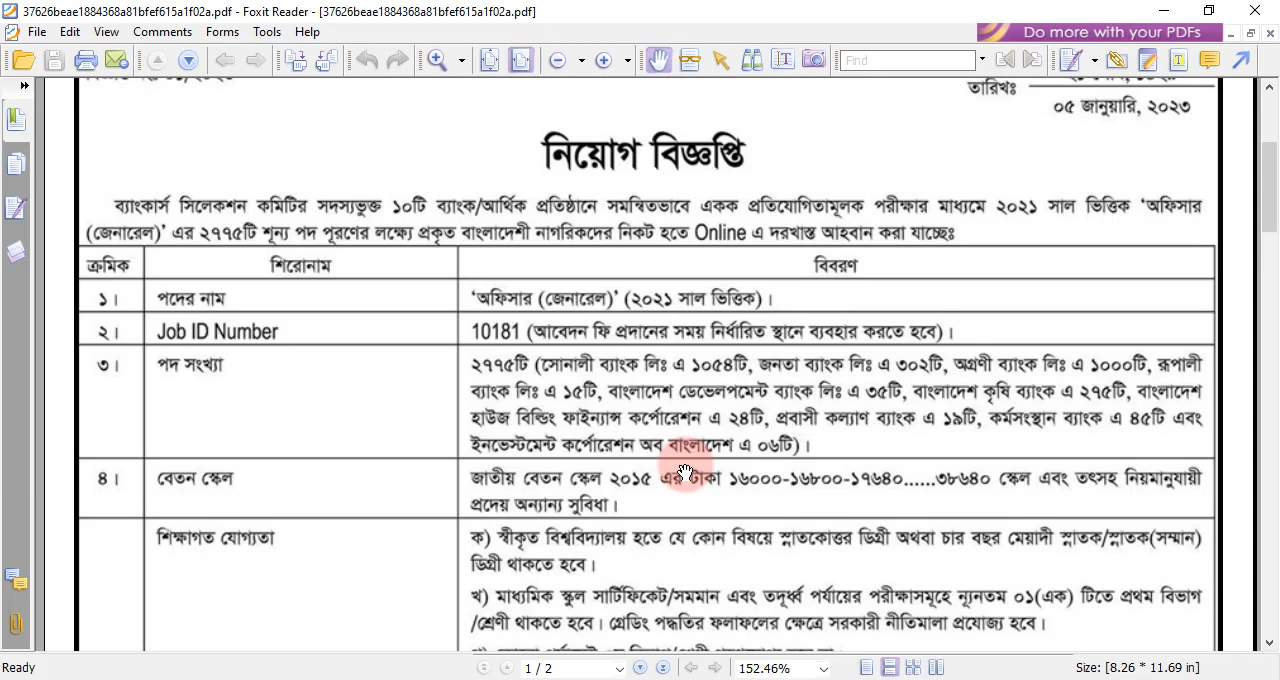 37626beae1884368a81bfef615a1f02a.pdf - Foxit Reader - [37626beae1884368a81bfef615a1f02a.pdf]
File Edit View Comments Forms Tools Help
Do more with your PDFs
Find
তারিখঃ
০৫ জানুয়ারি, ২০২৩
নিয়োগ বিজ্ঞপ্তি
ব্যাংকার্স সিলেকশন কমিটির সদস্যভুক্ত ১০টি ব্যাংক/আর্থিক প্রতিষ্ঠানে সমন্বিতভাবে একক প্রতিযোগিতামূলক পরীক্ষার মাধ্যমে ২০২১ সাল ভিত্তিক ‘অফিসার
(জেনারেল)’ এর ২৭৭৫টি শূন্য পদ পূরণের লক্ষ্যে প্রকৃত বাংলাদেশী নাগরিকদের নিকট হতে Online এ দরখাস্ত আহবান করা যাচ্ছেঃ
ক্রমিক শিরোনাম বিবরণ
১। পদের নাম ‘অফিসার (জেনারেল)’ (২০২১ সাল ভিত্তিক)।
২। Job ID Number 10181 (আবেদন ফি প্রদানের সময় নির্ধারিত স্থানে ব্যবহার করতে হবে)।
৩। পদ সংখ্যা ২৭৭৫টি (সোনালী ব্যাংক লিঃ এ ১০৫৪টি, জনতা ব্যাংক লিঃ এ ৩০২টি, অগ্রণী ব্যাংক লিঃ এ ১০০০টি, রূপালী
ব্যাংক লিঃ এ ১৫টি, বাংলাদেশ ডেভেলপমেন্ট ব্যাংক লিঃ এ ৩৫টি, বাংলাদেশ কৃষি ব্যাংক এ ২৭৫টি, বাংলাদেশ
হাউজ বিল্ডিং ফাইন্যান্স কর্পোরেশন এ ২৪টি, প্রবাসী কল্যাণ ব্যাংক এ ১৯টি, কর্মসংস্থান ব্যাংক এ ৪৫টি এবং
ইনভেস্টমেন্ট কর্পোরেশন অব বাংলাদেশ এ ০৬টি)।
৪। বেতন স্কেল জাতীয় বেতন স্কেল ২০১৫ এর টাকা ১৬০০০-১৬৮০০-১৭৬৪০......৩৮৬৪০ স্কেল এবং তৎসহ নিয়মানুযায়ী
প্রদেয় অন্যান্য সুবিধা।
শিক্ষাগত যোগ্যতা ক) স্বীকৃত বিশ্ববিদ্যালয় হতে যে কোন বিষয়ে স্নাতকোত্তর ডিগ্রী অথবা চার বছর মেয়াদী স্নাতক/স্নাতক(সম্মান)
ডিগ্রী থাকতে হবে।
খ) মাধ্যমিক স্কুল সার্টিফিকেট/সমমান এবং তদূর্ধ্ব পর্যায়ের পরীক্ষাসমূহে ন্যূনতম ০১(এক) টিতে প্রথম বিভাগ
/শ্রেণী থাকতে হবে। গ্রেডিং পদ্ধতির ফলাফলের ক্ষেত্রে সরকারী নীতিমালা প্রযোজ্য হবে।
Ready 1 / 2 152.46% Size: [8.26 * 11.69 in]